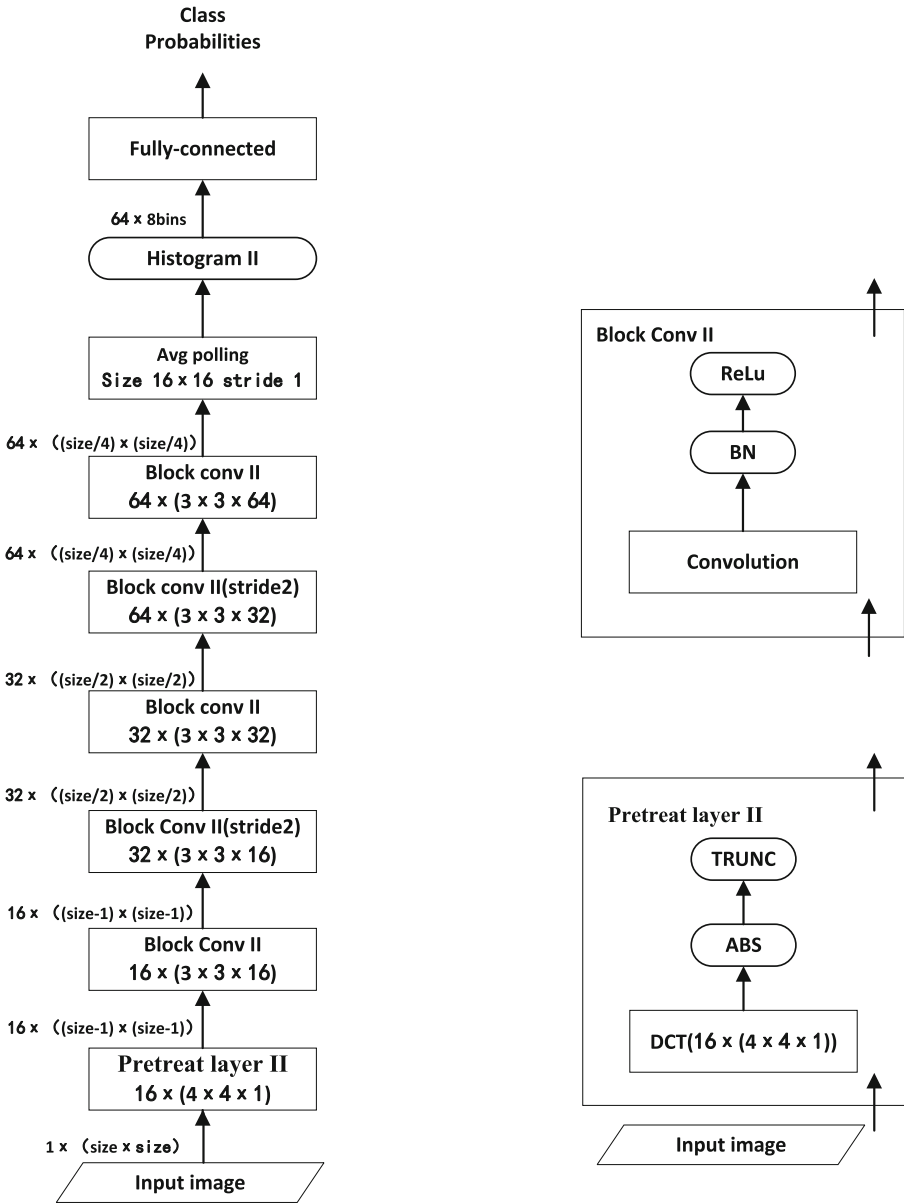 Class
Probabilities
Fully-connected
64 × 8bins
Histogram II
Avg polling
Size 16 × 16 stride 1
64 × ((size/4) × (size/4))
Block conv II
64 × (3 × 3 × 64)
64 × ((size/4) × (size/4))
Block conv II(stride2)
64 × (3 × 3 × 32)
32 × ((size/2) × (size/2))
Block conv II
32 × (3 × 3 × 32)
32 × ((size/2) × (size/2))
Block Conv II(stride2)
32 × (3 × 3 × 16)
16 × ((size-1) × (size-1))
Block Conv II
16 × (3 × 3 × 16)
16 × ((size-1) × (size-1))
Pretreat layer II
16 × (4 × 4 × 1)
1 × (size × size)
Input image
Block Conv II
ReLu
BN
Convolution
Pretreat layer II
TRUNC
ABS
DCT(16 × (4 × 4 × 1))
Input image